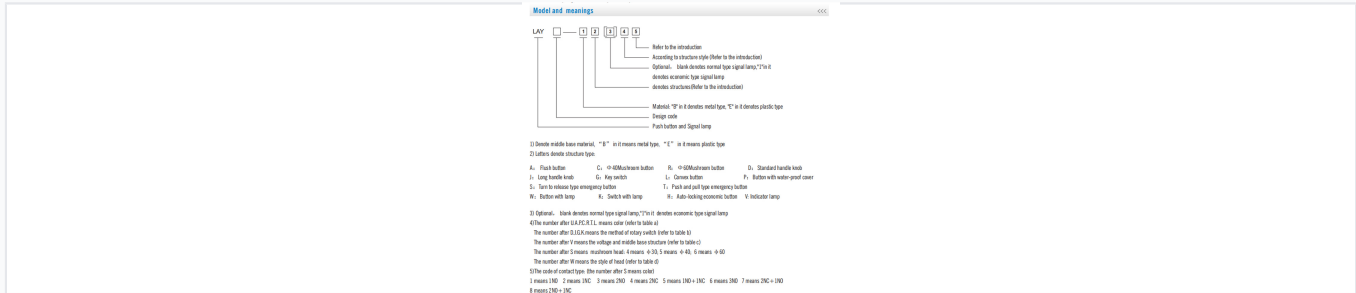 Model and meanings
<<<
LAY
1 2 [3] 4 5
Refer to the introduction
According to structure style(Refer to the introduction)
Optional, blank denotes normal type signal lamp,"J"in it
denotes economic type signal lamp
denotes structures(Refer to the introduction)
Material: "B" in it denotes metal type, "E" in it denotes plastic type
Design code
Push button and Signal lamp
1) Denote middle base material, "B" in it means metal type, "E" in it means plastic type
2) Letters denote structure type:
A: Flush button C: Φ40Mushroom button R: Φ60Mushroom button D: Standard handle knob
J: Long handle knob G: Key switch L: Convex button P: Button with water-proof cover
S: Turn to release type emergency button T: Push and pull type emergency button
W: Button with lamp K: Switch with lamp H: Auto-locking economic button V: Indicator lamp
3) Optional, blank denotes normal type signal lamp,"J"in it denotes economic type signal lamp
4)The number after U.A.P.C.R.T.L. means color (refer to table a)
The number after D.J.G.K.means the method of rotary switch (refer to table b)
The number after V means the voltage and middle base structure (refer to table c)
The number after S means mushroom head: 4 means Φ30; 5 means Φ40; 6 means Φ60
The number after W means the style of head (refer to table d)
5)The code of contact type: (the number after S means color)
1 means 1NO 2 means 1NC 3 means 2NO 4 means 2NC 5 means 1NO+1NC 6 means 3NO 7 means 2NC+1NO
8 means 2NO+1NC